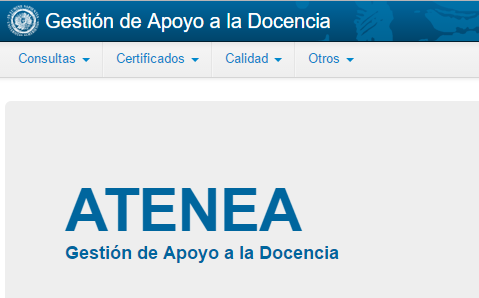 Gestión de Apoyo a la Docencia
Consultas Certificados Calidad Otros
ATENEA
Gestión de Apoyo a la Docencia